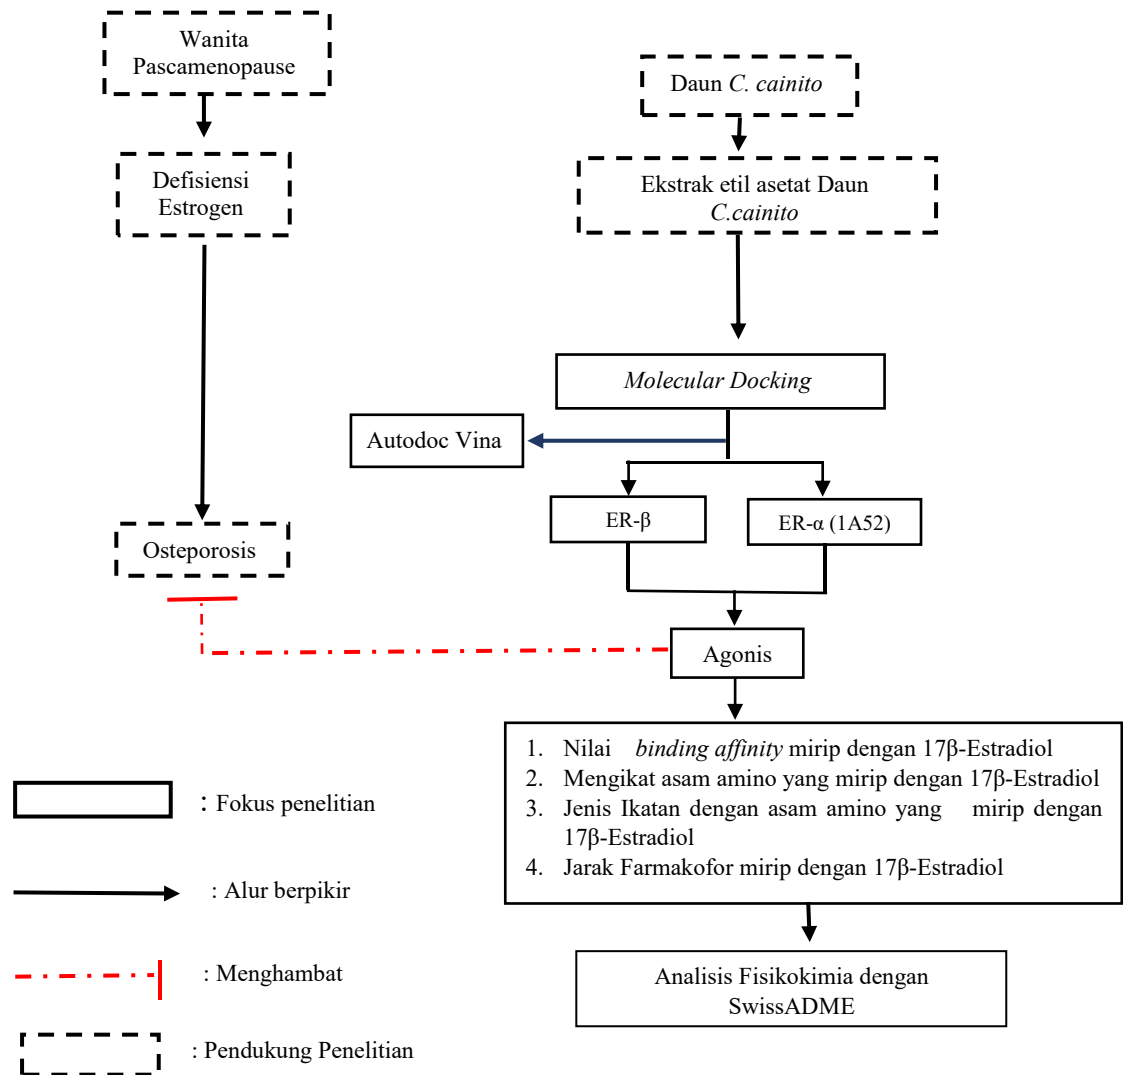 Wanita
Pascamenopause
Defisiensi
Estrogen
Osteporosis
Daun C. cainito
Ekstrak etil asetat Daun
C.cainito
Molecular Docking
Autodoc Vina
ER-β
ER-α (1A52)
Agonis
1. Nilai binding affinity mirip dengan 17β-Estradiol
2. Mengikat asam amino yang mirip dengan 17β-Estradiol
3. Jenis Ikatan dengan asam amino yang mirip dengan
17β-Estradiol
4. Jarak Farmakofor mirip dengan 17β-Estradiol
Analisis Fisikokimia dengan
SwissADME
: Fokus penelitian
: Alur berpikir
: Menghambat
: Pendukung Penelitian